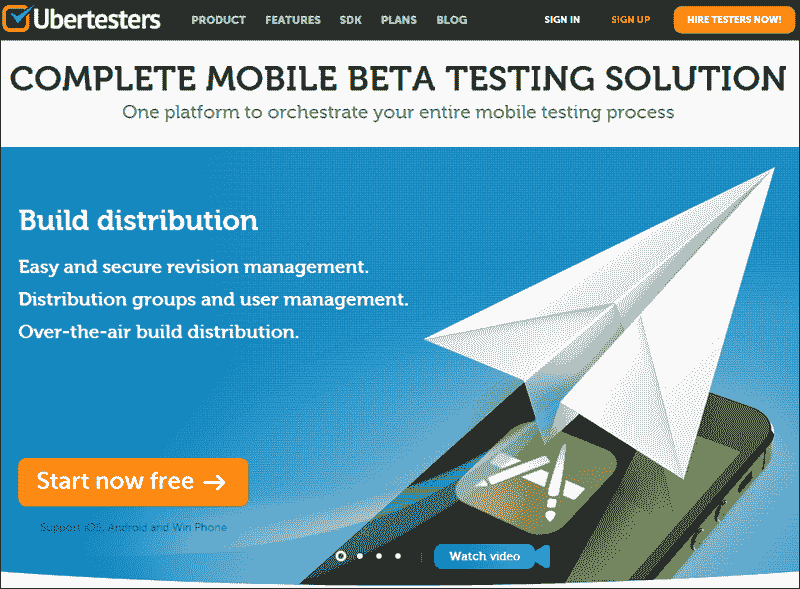 Ubertesters PRODUCT FEATURES SDK PLANS BLOG SIGN IN SIGN UP HIRE TESTERS NOW!
COMPLETE MOBILE BETA TESTING SOLUTION
One platform to orchestrate your entire mobile testing process
Build distribution
Easy and secure revision management.
Distribution groups and user management.
Over-the-air build distribution.
Start now free →
Support iOS, Android and Win Phone
Watch video